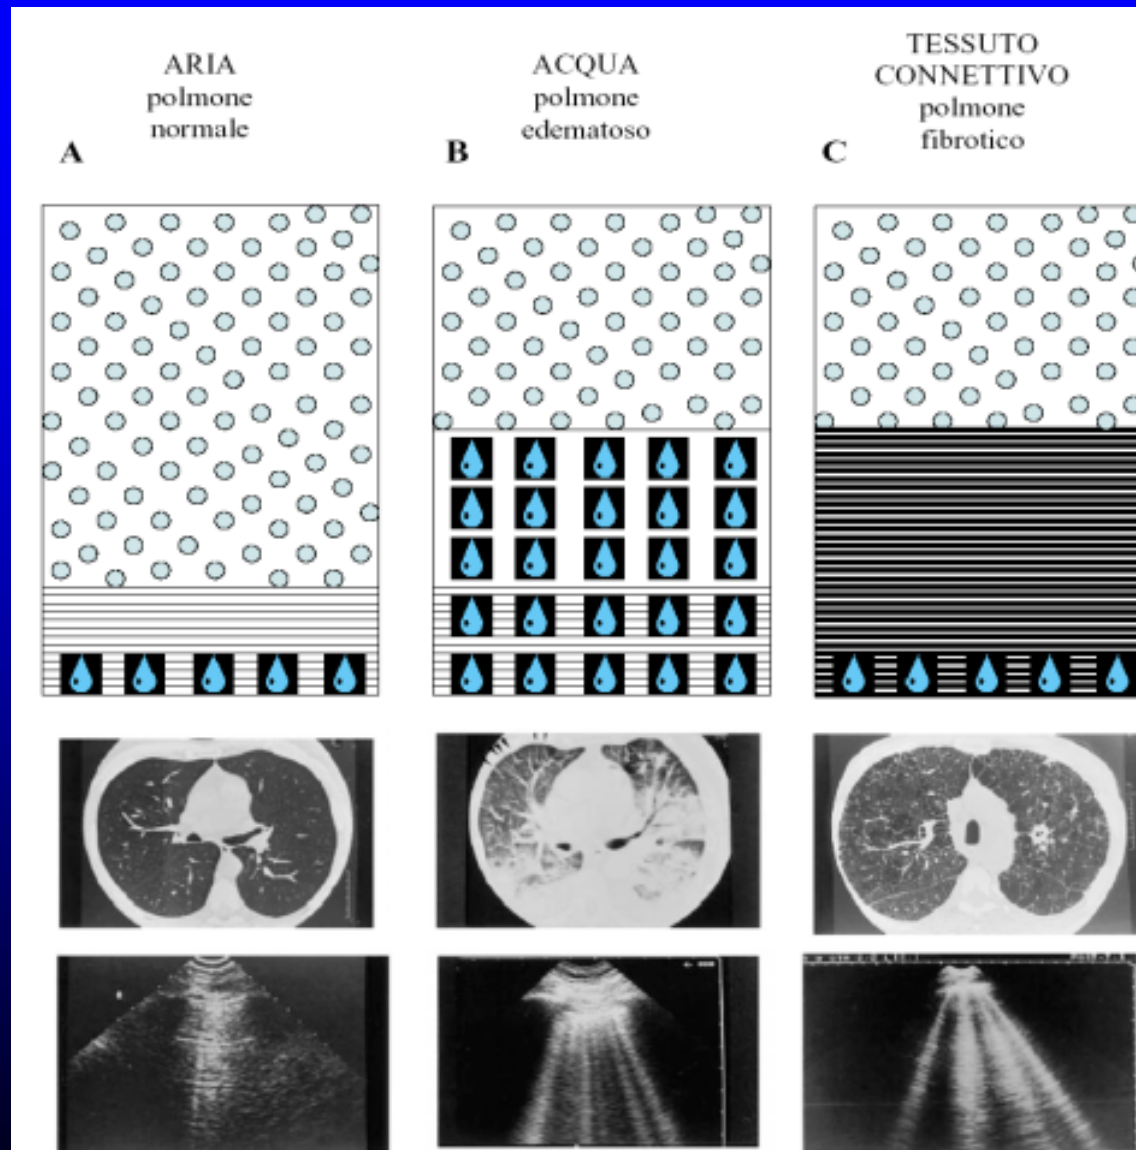 ARIA
polmone
normale
A
ACQUA
polmone
edematoso
B
TESSUTO
CONNETTIVO
polmone
fibrotico
C